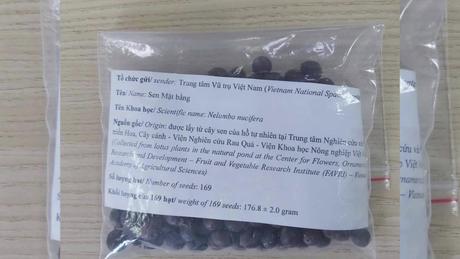 Tổ chức gửi/ sender: Trung tâm Vũ trụ Việt Nam (Vietnam National Spa
Tên/ Name: Sen Mặt bằng
Tên Khoa học/ Scientific name: Nelumbo nucifera
Nguồn gốc/ Origin: được lấy từ cây sen của hồ tự nhiên tại Trung tâm Nghiên cứu và
triển Hoa, Cây cảnh - Viện Nghiên cứu Rau Quả - Viện Khoa học Nông nghiệp Việt
(Collected from lotus plants in the natural pond at the Center for Flowers, Orname
Research and Development – Fruit and Vegetable Research Institute (FAVRI) – Vietna
Academy of Agricultural Sciences)
Số lượng hạt/ Number of seeds: 169
Khối lượng của 169 hạt/ weight of 169 seeds: 176.8 ± 2.0 gram